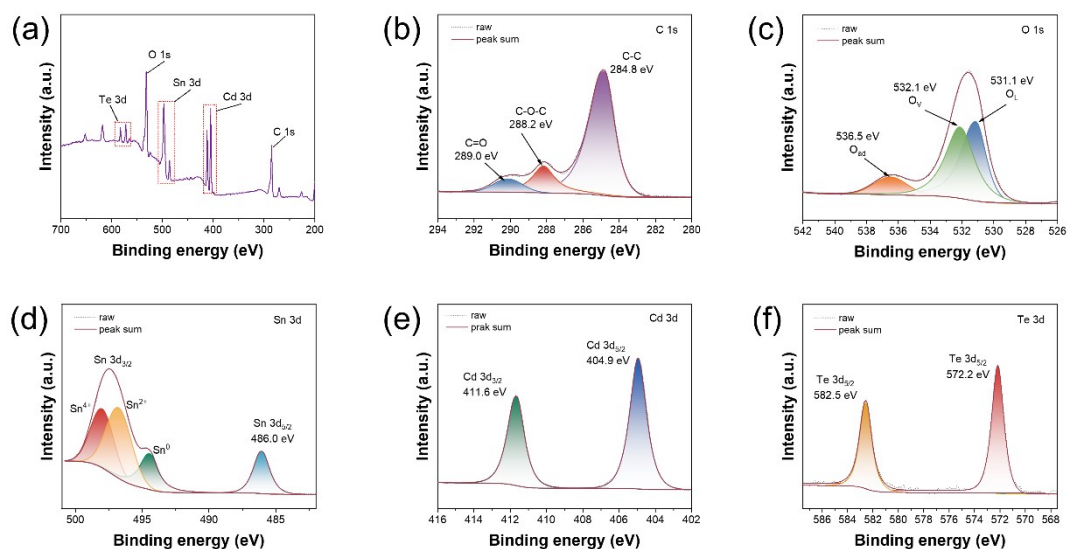 (a)
Intensity (a.u.)
O 1s
Sn 3d
Te 3d
Cd 3d
C 1s
700 600 500 400 300 200
Binding energy (eV)
(b)
Intensity (a.u.)
raw
peak sum
C 1s
C-C
284.8 eV
C-O-C
288.2 eV
C=O
289.0 eV
294 292 290 288 286 284 282 280
Binding energy (eV)
(c)
Intensity (a.u.)
raw
peak sum
O 1s
532.1 eV
OV
531.1 eV
OL
536.5 eV
Oad
542 540 538 536 534 532 530 528 526
Binding energy (eV)
(d)
Intensity (a.u.)
raw
peak sum
Sn 3d
Sn 3d3/2
Sn4+
Sn2+
Sn0
Sn 3d5/2
486.0 eV
500 495 490 485
Binding energy (eV)
(e)
Intensity (a.u.)
raw
prak sum
Cd 3d
Cd 3d5/2
404.9 eV
Cd 3d3/2
411.6 eV
416 414 412 410 408 406 404 402
Binding energy (eV)
(f)
Intensity (a.u.)
raw
peak sum
Te 3d
Te 3d5/2
572.2 eV
Te 3d5/2
582.5 eV
586 584 582 580 578 576 574 572 570 568
Binding energy (eV)